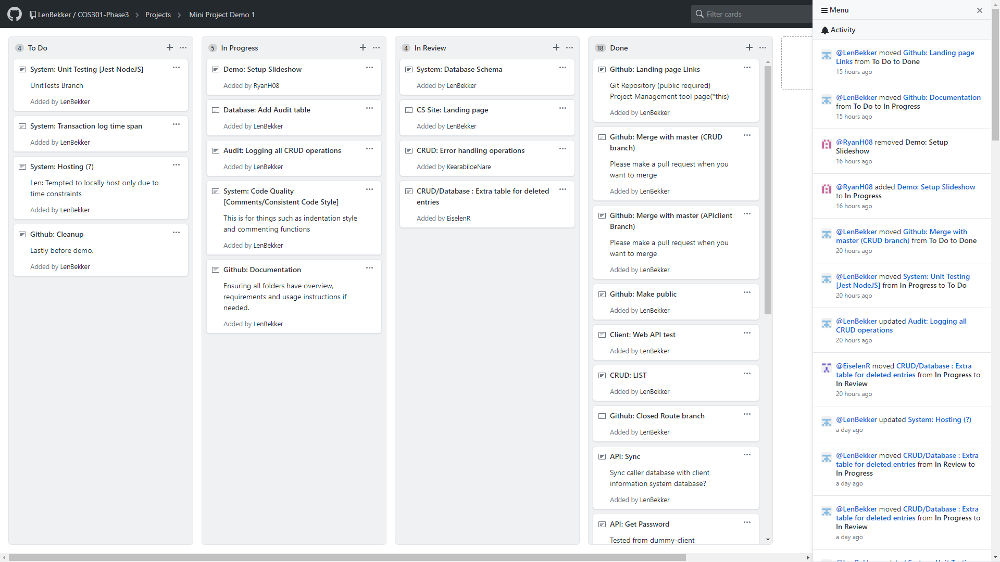 LenBekker / COS301-Phase3
Projects
Mini Project Demo 1
Filter cards
4 To Do
System: Unit Testing [Jest NodeJS]
UnitTests Branch
Added by LenBekker
System: Transaction log time span
Added by LenBekker
System: Hosting (?)
Len: Tempted to locally host only due to
time constraints
Added by LenBekker
Github: Cleanup
Lastly before demo.
Added by LenBekker
5 In Progress
Demo: Setup Slideshow
Added by RyanH08
Database: Add Audit table
Added by LenBekker
Audit: Logging all CRUD operations
Added by LenBekker
System: Code Quality
[Comments/Consistent Code Style]
This is for things such as indentation style
and commenting functions
Added by LenBekker
Github: Documentation
Ensuring all folders have overview,
requirements and usage instructions if
needed.
Added by LenBekker
4 In Review
System: Database Schema
Added by LenBekker
CS Site: Landing page
Added by LenBekker
CRUD: Error handling operations
Added by KearabiloeNare
CRUD/Database : Extra table for deleted
entries
Added by EiselenR
18 Done
Github: Landing page Links
Git Repository (public required)
Project Management tool page(*this)
Added by LenBekker
Github: Merge with master (CRUD
branch)
Please make a pull request when you
want to merge
Added by LenBekker
Github: Merge with master (APIclient
Branch)
Please make a pull request when you
want to merge
Added by LenBekker
Github: Make public
Added by LenBekker
Client: Web API test
Added by LenBekker
CRUD: LIST
Added by LenBekker
Github: Closed Route branch
Added by LenBekker
API: Sync
Sync caller database with client
information system database?
Added by LenBekker
API: Get Password
Tested from dummy-client
Menu
Activity
@LenBekker moved Github: Landing page
Links from To Do to Done
15 hours ago
@LenBekker moved Github: Documentation
from To Do to In Progress
15 hours ago
@RyanH08 removed Demo: Setup
Slideshow
16 hours ago
@RyanH08 added Demo: Setup Slideshow
to In Progress
16 hours ago
@LenBekker moved Github: Merge with
master (CRUD branch) from To Do to Done
20 hours ago
@LenBekker moved System: Unit Testing
[Jest NodeJS] from In Progress to To Do
20 hours ago
@LenBekker updated Audit: Logging all
CRUD operations
20 hours ago
@EiselenR moved CRUD/Database : Extra
table for deleted entries from In Progress to
In Review
20 hours ago
@LenBekker updated System: Hosting (?)
a day ago
@LenBekker moved CRUD/Database : Extra
table for deleted entries from In Review to
In Progress
a day ago
@LenBekker moved CRUD/Database : Extra
table for deleted entries from In Progress to
In Review
a day ago